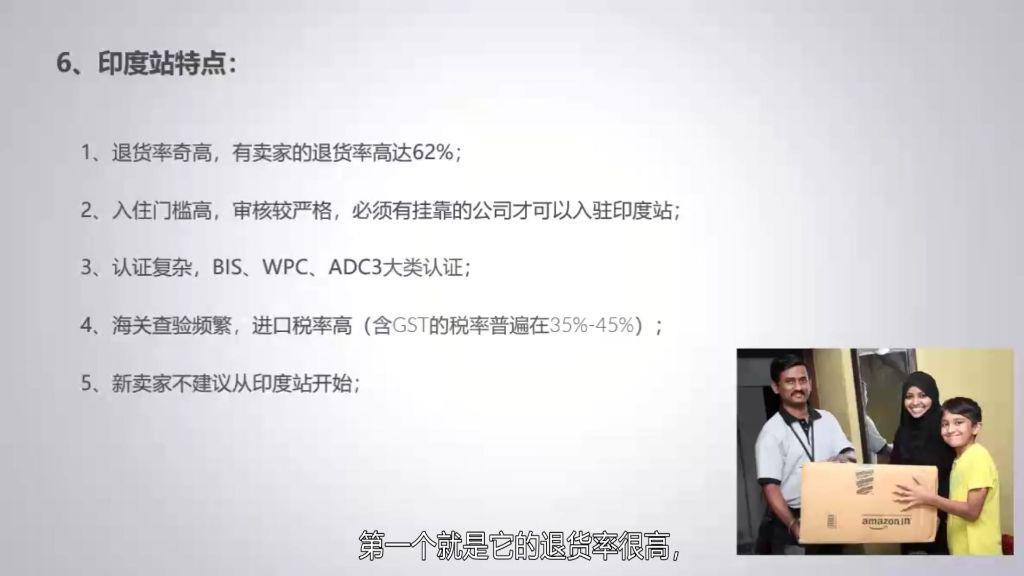 6、印度站特点：
1、退货率奇高，有卖家的退货率高达62%；
2、入住门槛高，审核较严格，必须有挂靠的公司才可以入驻印度站；
3、认证复杂，BIS、WPC、ADC3大类认证；
4、海关查验频繁，进口税率高（含GST的税率普遍在35%-45%）；
5、新卖家不建议从印度站开始；
amazon.in
第一个就是它的退货率很高，